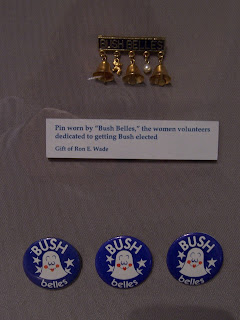 BUSH BELLES
Pin worn by "Bush Belles," the women volunteers
dedicated to getting Bush elected
Gift of Bon E. Wade
BUSH
belles
BUSH
belles
BUSH
belles